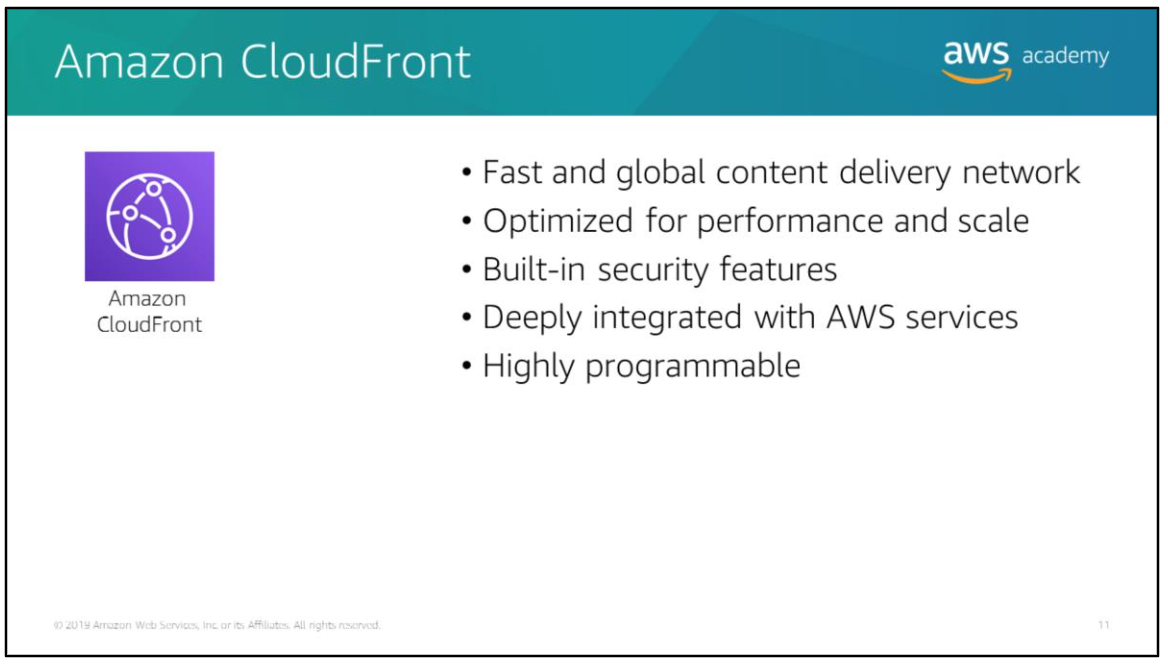 Amazon CloudFront
aws academy
Amazon
CloudFront
• Fast and global content delivery network
• Optimized for performance and scale
• Built-in security features
• Deeply integrated with AWS services
• Highly programmable
© 2019 Amazon Web Services, Inc. or its Affiliates. All rights reserved.
11